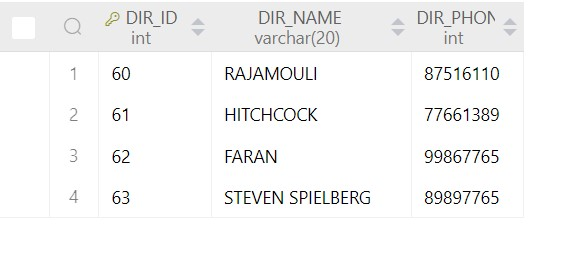 DIR_ID DIR_NAME DIR_PHON
int varchar(20) int
1 60 RAJAMOULI 87516110
2 61 HITCHCOCK 77661389
3 62 FARAN 99867765
4 63 STEVEN SPIELBERG 89897765